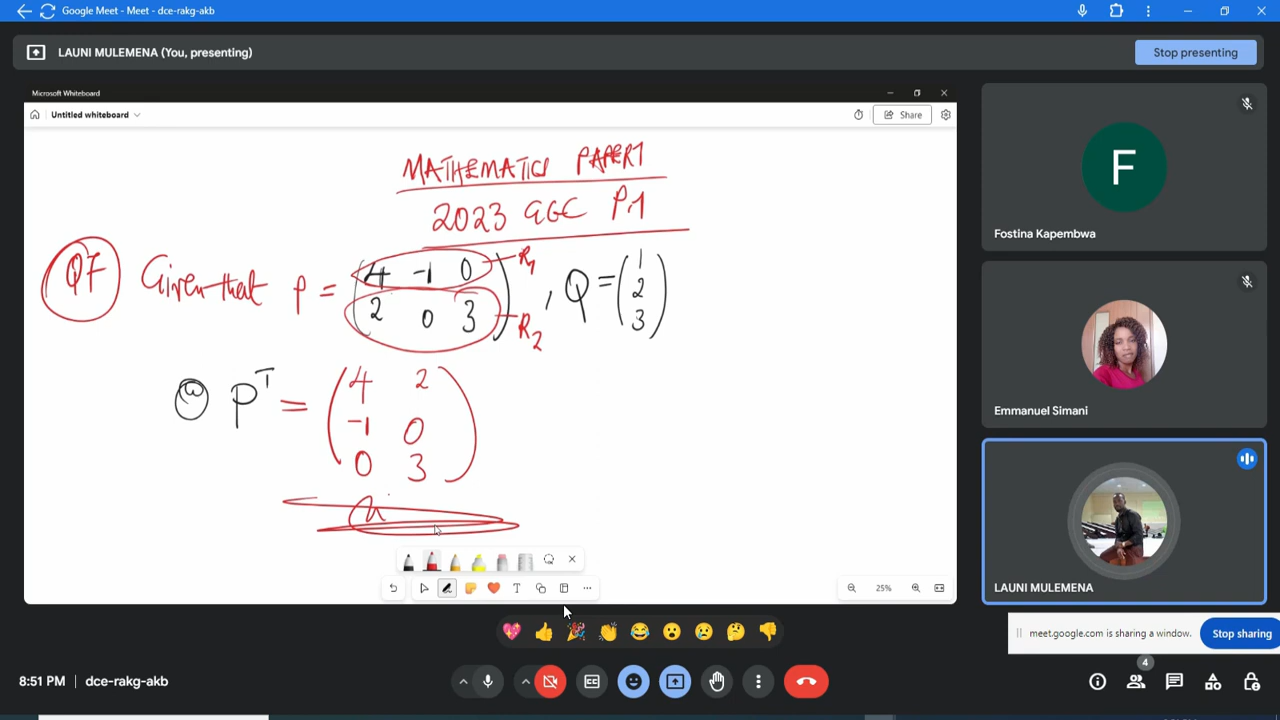 Google Meet - Meet - dce-rakg-akb
LAUNI MULEMENA (You, presenting)
Stop presenting
Microsoft Whiteboard
Untitled whiteboard
Share
MATHEMATICS PAPER 1
2023 GCE P.1
Q7 Given that P = (4 -1 0) R1 , Q = (1
2 0 3) R2
2
3)
(a) P^T = (4 2
-1 0
0 3)
25%
F
Fostina Kapembwa
Emmanuel Simani
LAUNI MULEMENA
meet.google.com is sharing a window.
Stop sharing
8:51 PM | dce-rakg-akb
4